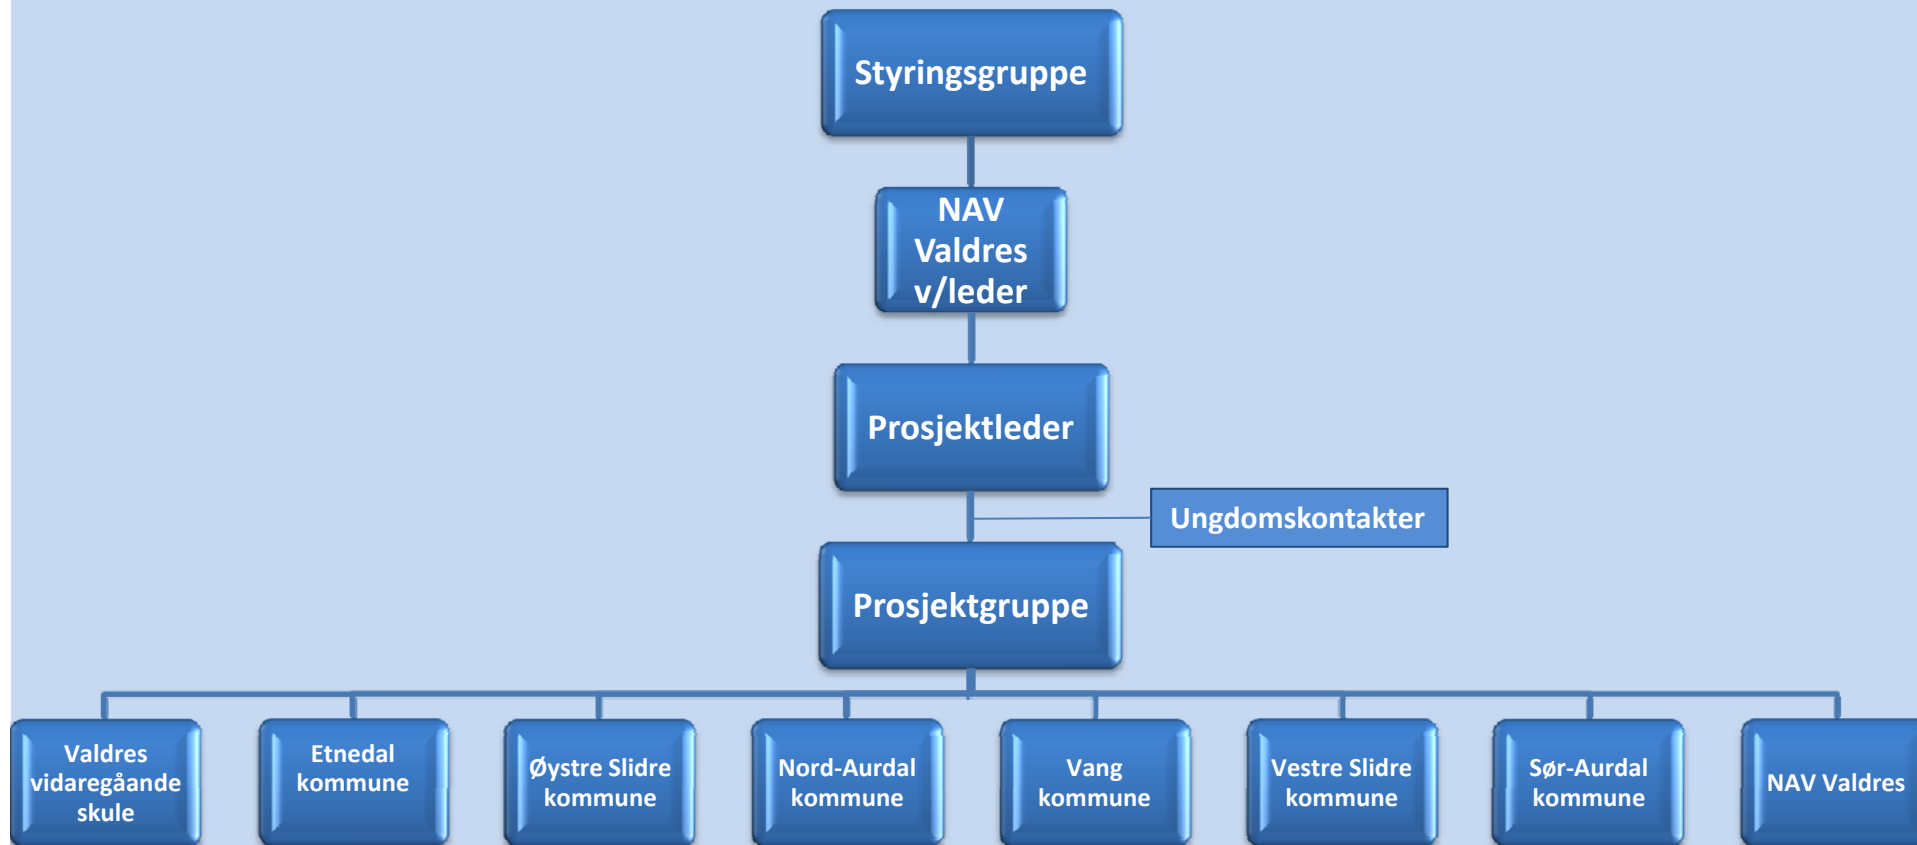 Styringsgruppe
NAV
Valdres
v/leder
Prosjektleder
Ungdomskontakter
Prosjektgruppe
Valdres
vidaregåande
skule
Etnedal
kommune
Øystre Slidre
kommune
Nord-Aurdal
kommune
Vang
kommune
Vestre Slidre
kommune
Sør-Aurdal
kommune
NAV Valdres